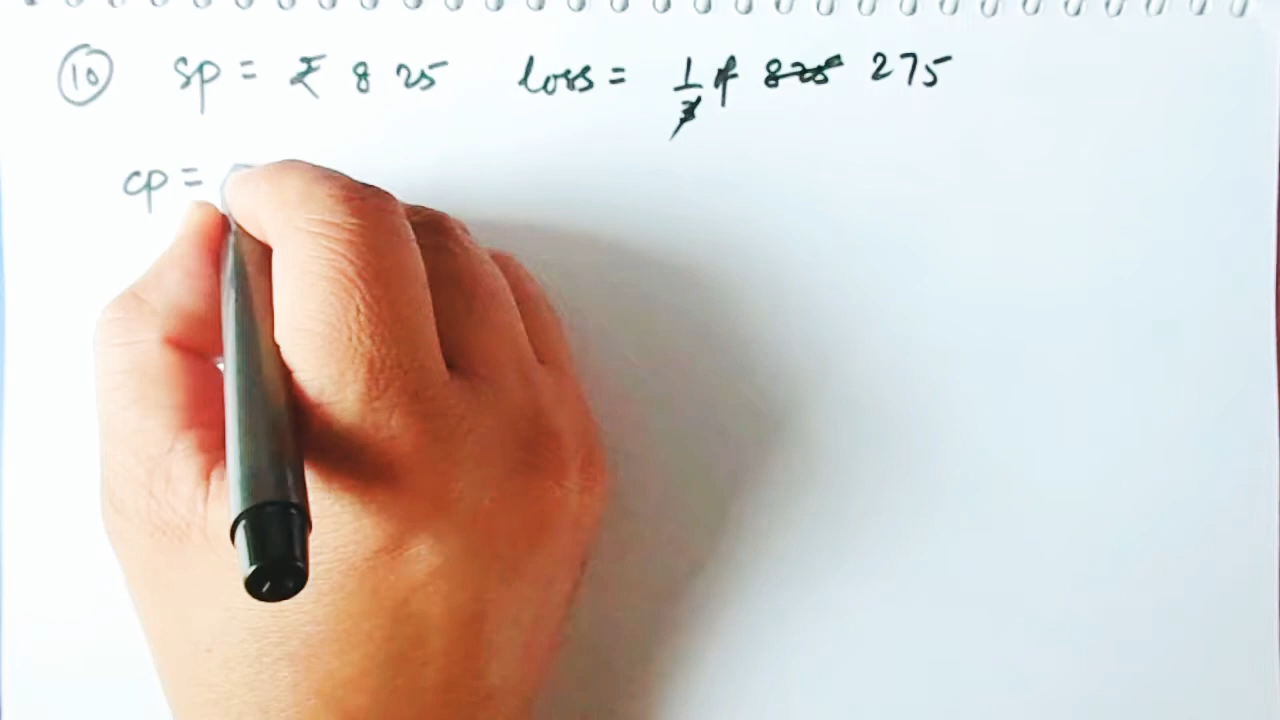 10 SP = ₹ 825 loss = 1/3 of 825 275
CP =